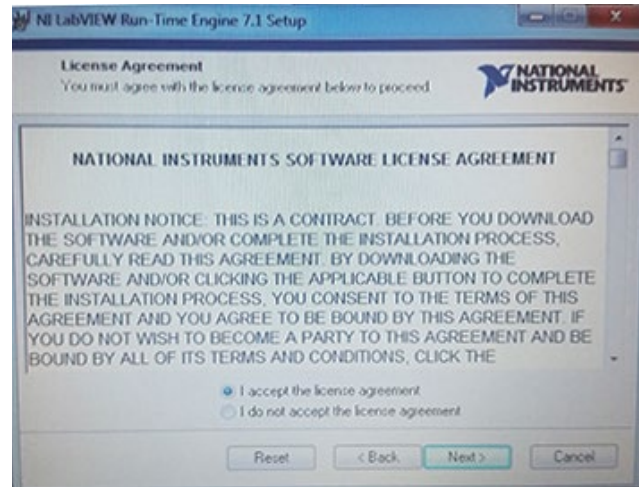 NI LabVIEW Run-Time Engine 7.1 Setup
License Agreement
You must agree with the license agreement below to proceed.
NATIONAL
INSTRUMENTS
NATIONAL INSTRUMENTS SOFTWARE LICENSE AGREEMENT
INSTALLATION NOTICE: THIS IS A CONTRACT. BEFORE YOU DOWNLOAD
THE SOFTWARE AND/OR COMPLETE THE INSTALLATION PROCESS,
CAREFULLY READ THIS AGREEMENT. BY DOWNLOADING THE
SOFTWARE AND/OR CLICKING THE APPLICABLE BUTTON TO COMPLETE
THE INSTALLATION PROCESS, YOU CONSENT TO THE TERMS OF THIS
AGREEMENT AND YOU AGREE TO BE BOUND BY THIS AGREEMENT. IF
YOU DO NOT WISH TO BECOME A PARTY TO THIS AGREEMENT AND BE
BOUND BY ALL OF ITS TERMS AND CONDITIONS, CLICK THE
I accept the license agreement.
I do not accept the license agreement.
Reset < Back Next > Cancel